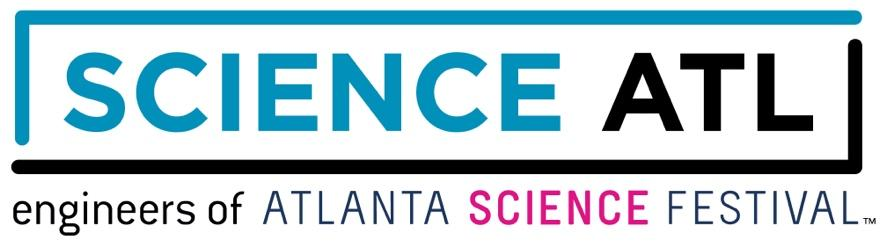 SCIENCE ATL
engineers of ATLANTA SCIENCE FESTIVAL™